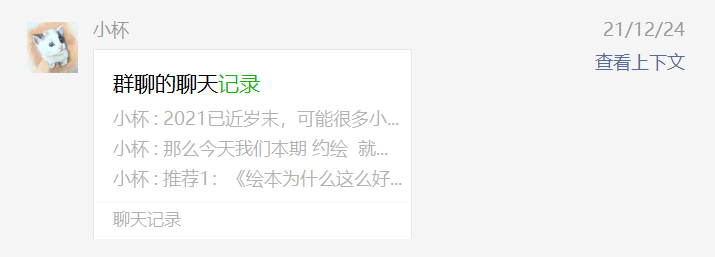 小杯
21/12/24
查看上下文
群聊的聊天记录
小杯 : 2021已近岁末，可能很多小...
小杯 : 那么今天我们本期 约绘 就...
小杯 : 推荐1：《绘本为什么这么好...
聊天记录